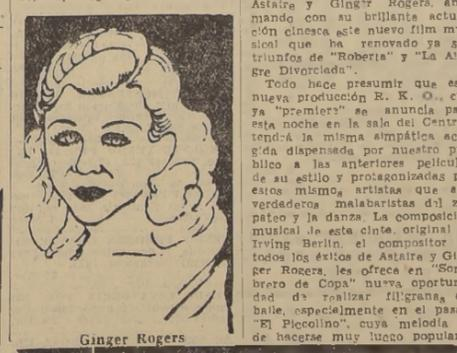 Ginger Rogers
Astaire y Ginger Rogers, an
mando con su brillante actu
ción cinesca este nuevo film mu
sical que ha renovado ya s
triunfos de "Roberta" y "La A
gre Divorciada".
Todo hace presumir que es
nueva producción R. K. O., c
ya "premiere" se anuncia pa
esta noche en la sala del Centr
tendrá la misma simpática ac
gida dispensada por nuestro p
blico a las anteriores pelícu
de su estilo y protagonizadas p
estos mismos artistas que s
verdaderos malabaristas del z
pateo y la danza. La composici
musical de esta cinta, original
Irving Berlin, el compositor
todos los éxitos de Astaire y Gi
ger Rogers, les ofrece en "Som
brero de Copa" nueva oportun
dad de realizar filigranas
baile, especialmente en el pas
"El Piccolino", cuya melodía
de hacerse muy luego popula